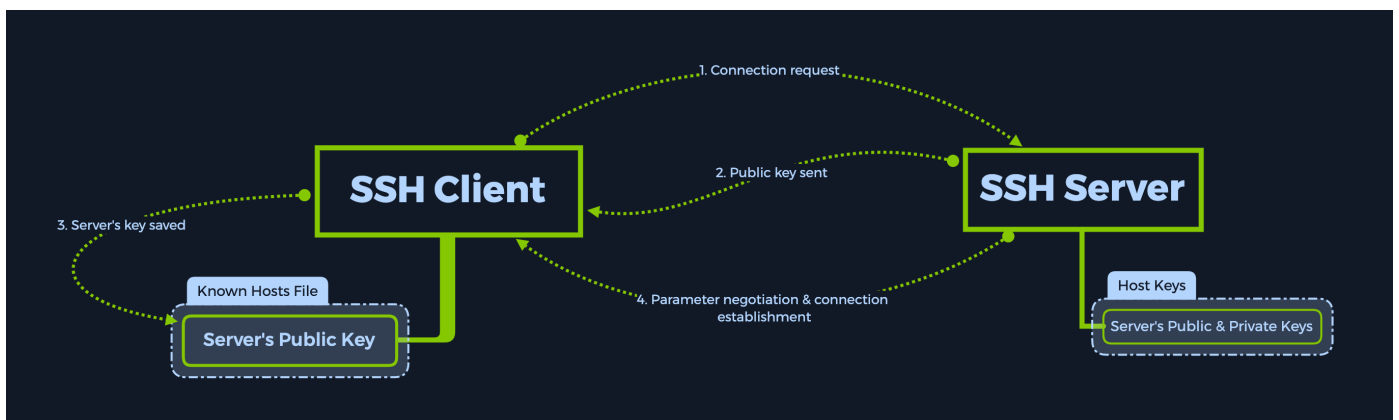 1. Connection request
SSH Client
2. Public key sent
SSH Server
3. Server's key saved
Known Hosts File
Server's Public Key
4. Parameter negotiation & connection
establishment
Host Keys
Server's Public & Private Keys